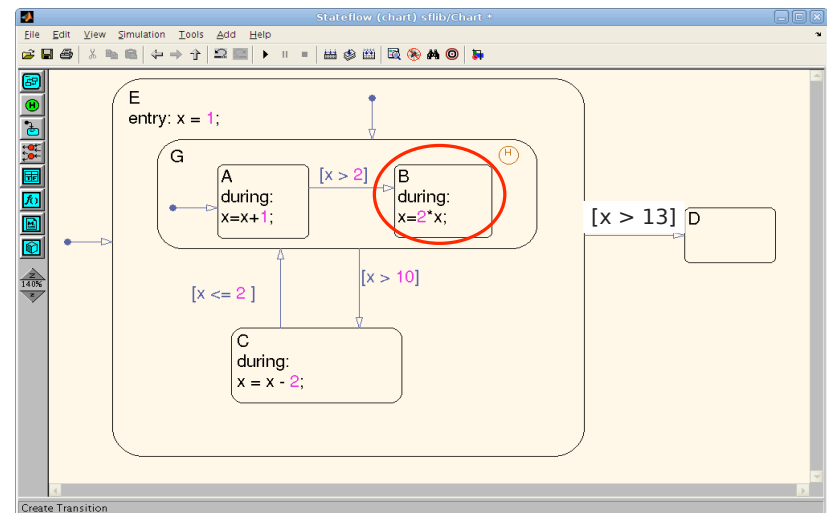 Stateflow (chart) sflib/Chart *
File Edit View Simulation Tools Add Help
E
entry: x = 1;
H
G
A
during:
x=x+1;
[x > 2]
B
during:
x=2*x;
[x > 13]
D
[x > 10]
[x <= 2 ]
C
during:
x = x - 2;
140%
Create Transition